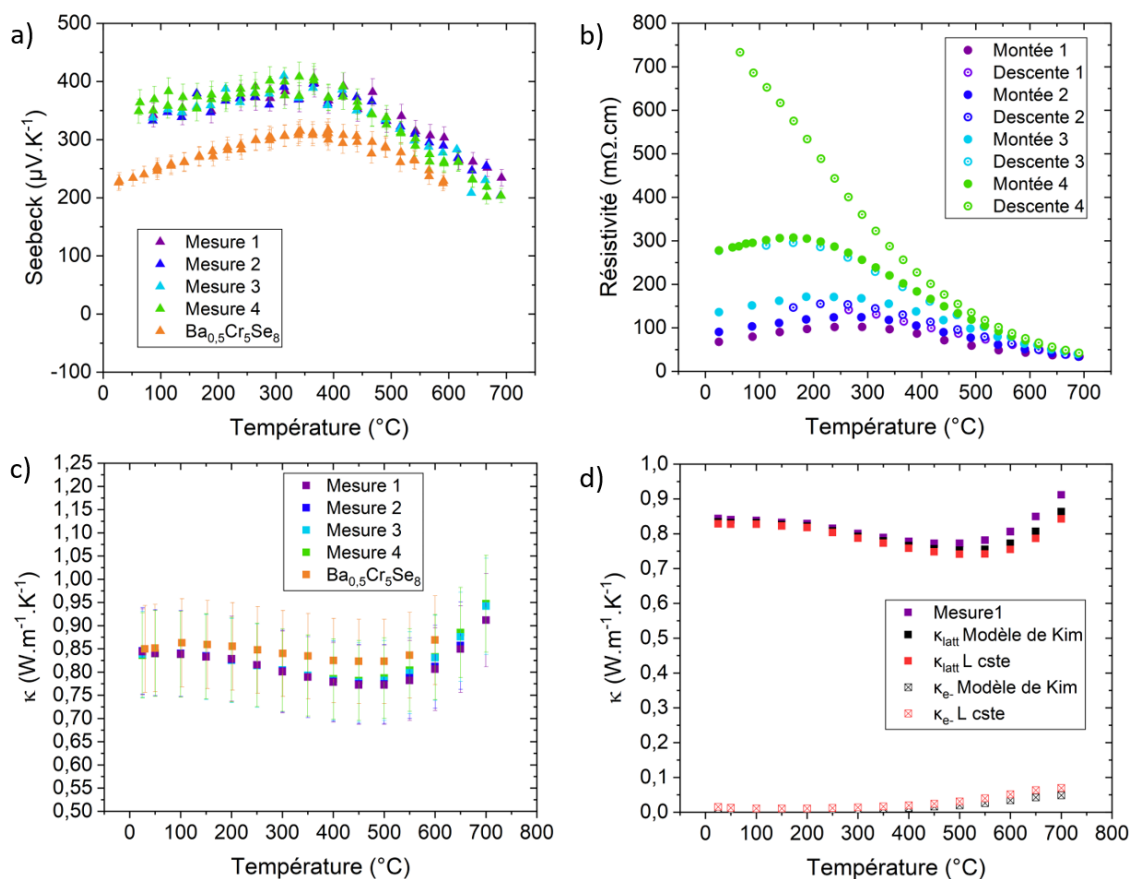 a)
500
400
300
200
100
0
-100
Seebeck (µV.K⁻¹)
Mesure 1
Mesure 2
Mesure 3
Mesure 4
Ba₀,₅Cr₅Se₈
0 100 200 300 400 500 600 700
Température (°C)
b)
800
700
600
500
400
300
200
100
0
Résistivité (mΩ.cm)
Montée 1
Descente 1
Montée 2
Descente 2
Montée 3
Descente 3
Montée 4
Descente 4
0 100 200 300 400 500 600 700
Température (°C)
c)
1,25
1,20
1,15
1,10
1,05
1,00
0,95
0,90
0,85
0,80
0,75
0,70
0,65
0,60
0,55
0,50
κ (W.m⁻¹.K⁻¹)
Mesure 1
Mesure 2
Mesure 3
Mesure 4
Ba₀,₅Cr₅Se₈
0 100 200 300 400 500 600 700 800
Température (°C)
d)
1,0
0,9
0,8
0,7
0,6
0,5
0,4
0,3
0,2
0,1
0,0
κ (W.m⁻¹.K⁻¹)
Mesure1
κlatt Modèle de Kim
κlatt L cste
κe- Modèle de Kim
κe- L cste
0 100 200 300 400 500 600 700 800
Température (°C)